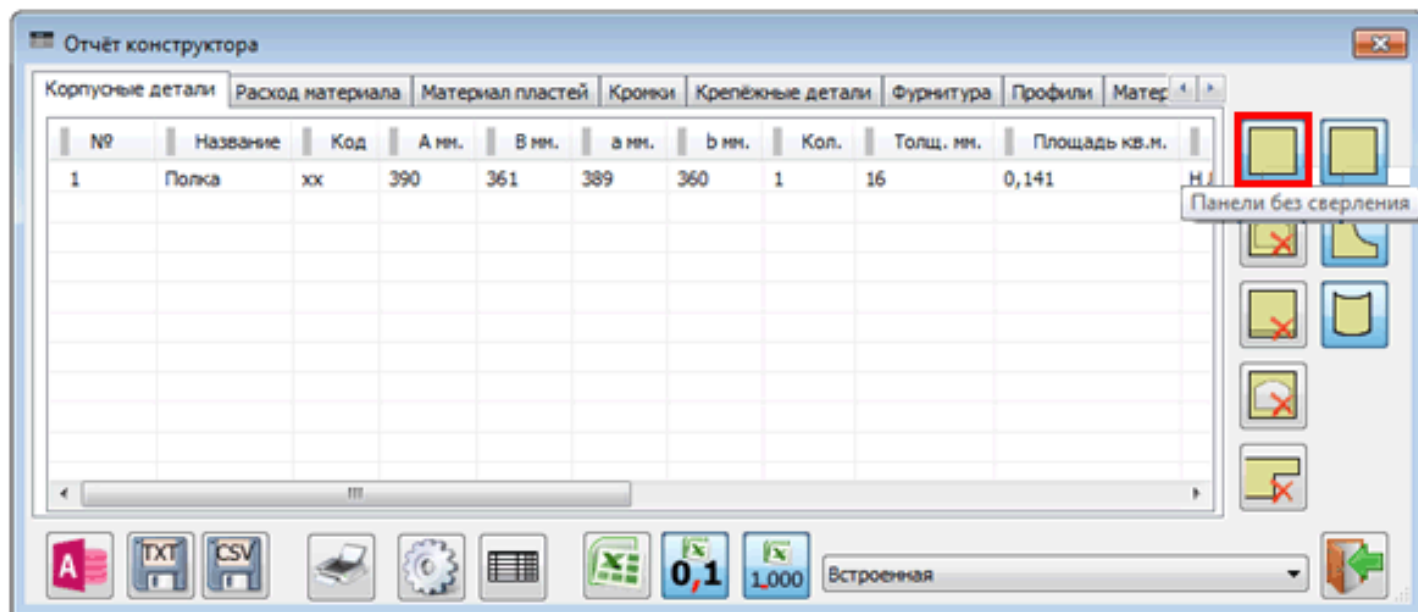 Отчёт конструктора
Корпусные детали Расход материала Материал пластей Кромки Крепёжные детали Фурнитура Профили Матер
№ Название Код А мм. В мм. а мм. b мм. Кол. Толщ. мм. Площадь кв.м.
1 Полка xx 390 361 389 360 1 16 0,141 Н
Панели без сверления
A TXT CSV X X 0,1 X 1,000 Встроенная